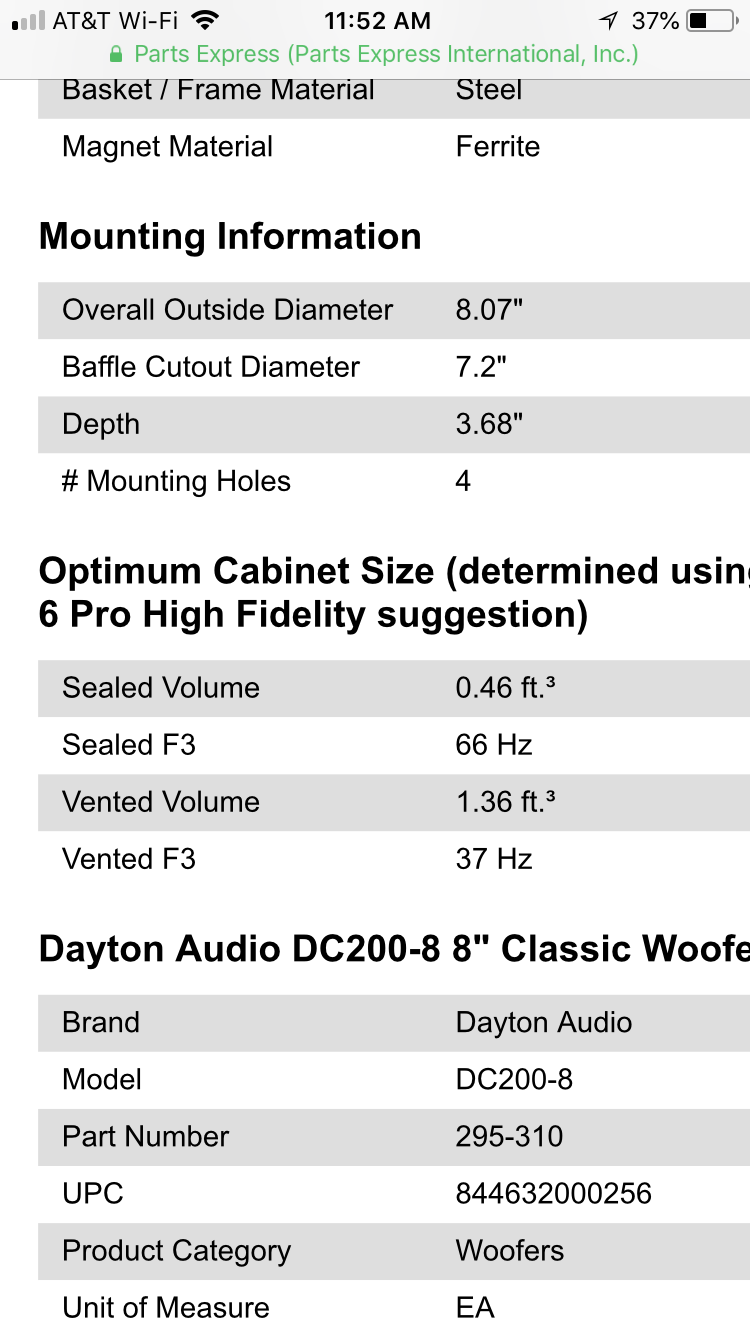 AT&T Wi-Fi 11:52 AM 37%
Parts Express (Parts Express International, Inc.)
Basket / Frame Material Steel
Magnet Material Ferrite
Mounting Information
Overall Outside Diameter 8.07"
Baffle Cutout Diameter 7.2"
Depth 3.68"
# Mounting Holes 4
Optimum Cabinet Size (determined usin
6 Pro High Fidelity suggestion)
Sealed Volume 0.46 ft.³
Sealed F3 66 Hz
Vented Volume 1.36 ft.³
Vented F3 37 Hz
Dayton Audio DC200-8 8" Classic Woofe
Brand Dayton Audio
Model DC200-8
Part Number 295-310
UPC 844632000256
Product Category Woofers
Unit of Measure EA